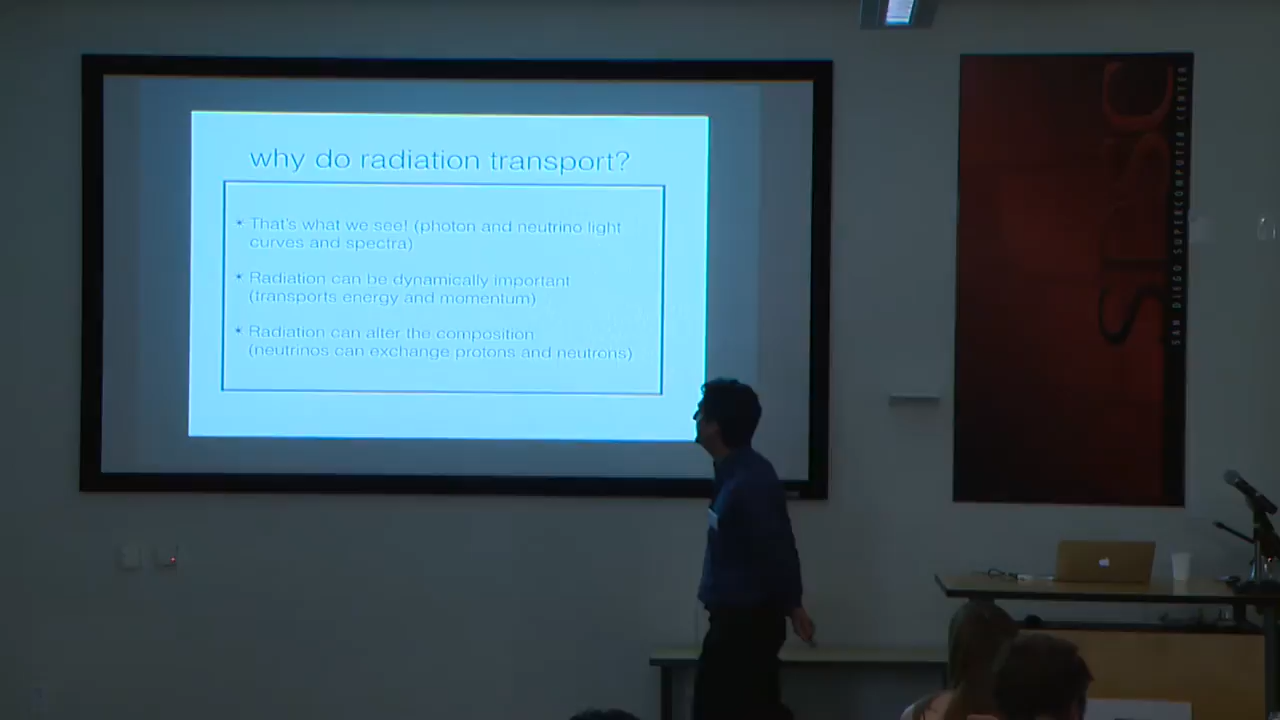 why do radiation transport?
* That's what we see! (photon and neutrino light
curves and spectra)
* Radiation can be dynamically important
(transports energy and momentum)
* Radiation can alter the composition
(neutrinos can exchange protons and neutrons)
SDSC
SAN DIEGO SUPERCOMPUTER CENTER